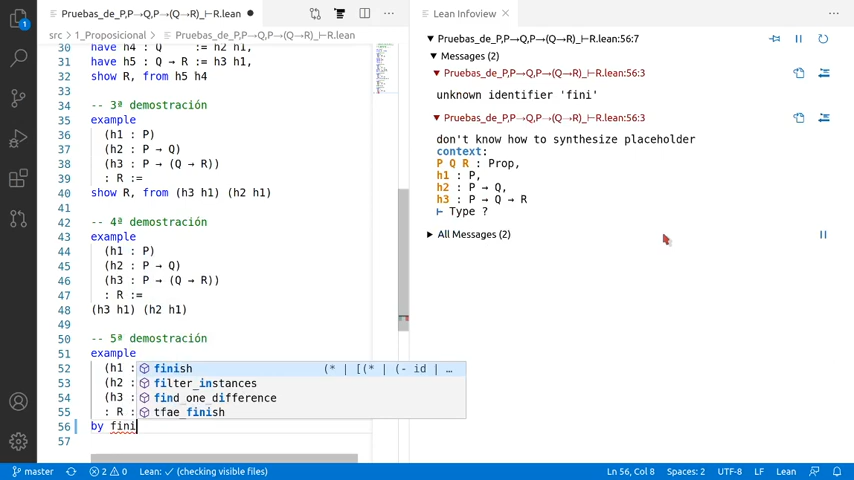 Pruebas_de_P,P→Q,P→(Q→R)_⊢R.lean ●
src > 1_Proposicional > Pruebas_de_P,P→Q,P→(Q→R)_⊢R.lean
30 have h4 : Q := h2 h1,
31 have h5 : Q → R := h3 h1,
32 show R, from h5 h4
33
34 -- 3ª demostración
35 example
36 (h1 : P)
37 (h2 : P → Q)
38 (h3 : P → (Q → R))
39 : R :=
40 show R, from (h3 h1) (h2 h1)
41
42 -- 4ª demostración
43 example
44 (h1 : P)
45 (h2 : P → Q)
46 (h3 : P → (Q → R))
47 : R :=
48 (h3 h1) (h2 h1)
49
50 -- 5ª demostración
51 example
52 (h1 :
53 (h2 :
54 (h3 :
55 : R :
56 by fini
57
finish (* | [(* | (- id | …
filter_instances
find_one_difference
tfae_finish
Lean Infoview
Pruebas_de_P,P→Q,P→(Q→R)_⊢R.lean:56:7
Messages (2)
Pruebas_de_P,P→Q,P→(Q→R)_⊢R.lean:56:3
unknown identifier 'fini'
Pruebas_de_P,P→Q,P→(Q→R)_⊢R.lean:56:3
don't know how to synthesize placeholder
context:
P Q R : Prop,
h1 : P,
h2 : P → Q,
h3 : P → Q → R
⊢ Type ?
All Messages (2)
1
master 2 0 Lean: ✓ (checking visible files) Ln 56, Col 8 Spaces: 2 UTF-8 LF Lean